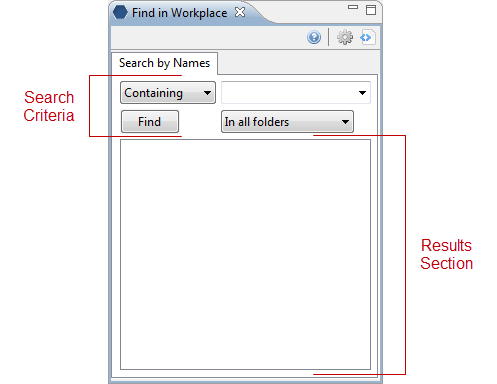 Find in Workplace
Search by Names
Search
Criteria
Containing
Find
In all folders
Results
Section